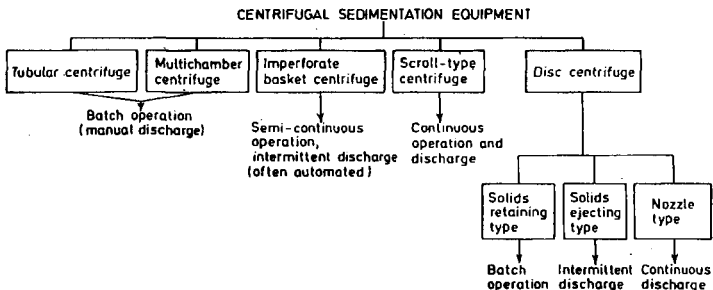 CENTRIFUGAL SEDIMENTATION EQUIPMENT
Tubular centrifuge
Multichamber
centrifuge
Imperforate
basket centrifuge
Scroll-type
centrifuge
Disc centrifuge
Batch operation
(manual discharge)
Semi-continuous
operation,
intermittent discharge
(often automated)
Continuous
operation and
discharge
Solids
retaining
type
Solids
ejecting
type
Nozzle
type
Batch
operation
Intermittent
discharge
Continuous
discharge